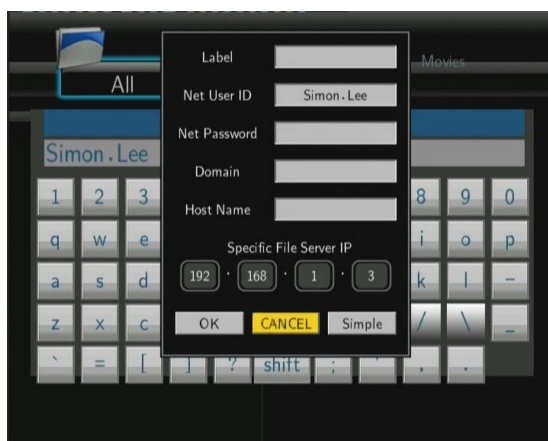 All
Movies
Label
Net User ID Simon.Lee
Net Password
Domain
Host Name
Specific File Server IP
192 . 168 . 1 . 3
OK CANCEL Simple
Simon.Lee
1 2 3 8 9 0
q w e i o p
a s d k l -
z x c / \ _
` = [ ] ? shift ; ' , .